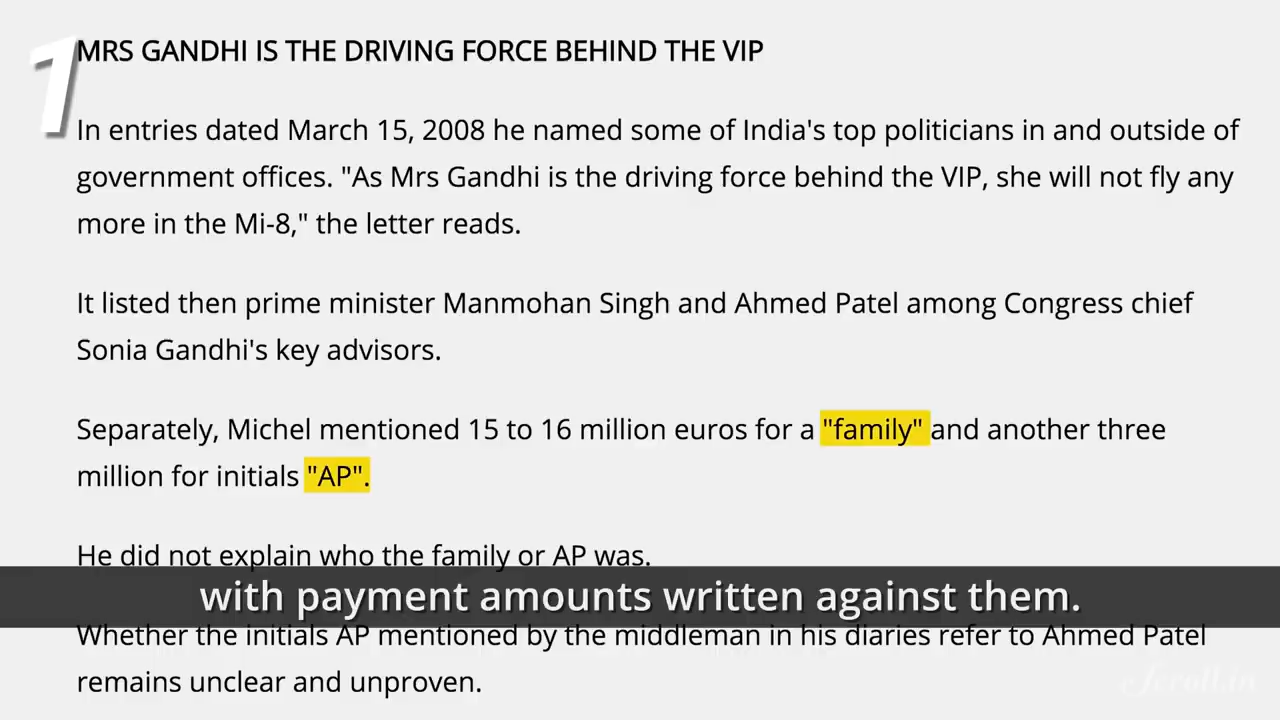 1
MRS GANDHI IS THE DRIVING FORCE BEHIND THE VIP
In entries dated March 15, 2008 he named some of India's top politicians in and outside of
government offices. "As Mrs Gandhi is the driving force behind the VIP, she will not fly any
more in the Mi-8," the letter reads.
It listed then prime minister Manmohan Singh and Ahmed Patel among Congress chief
Sonia Gandhi's key advisors.
Separately, Michel mentioned 15 to 16 million euros for a "family" and another three
million for initials "AP".
He did not explain who the family or AP was.
with payment amounts written against them.
Whether the initials AP mentioned by the middleman in his diaries refer to Ahmed Patel
remains unclear and unproven.
Scroll.in